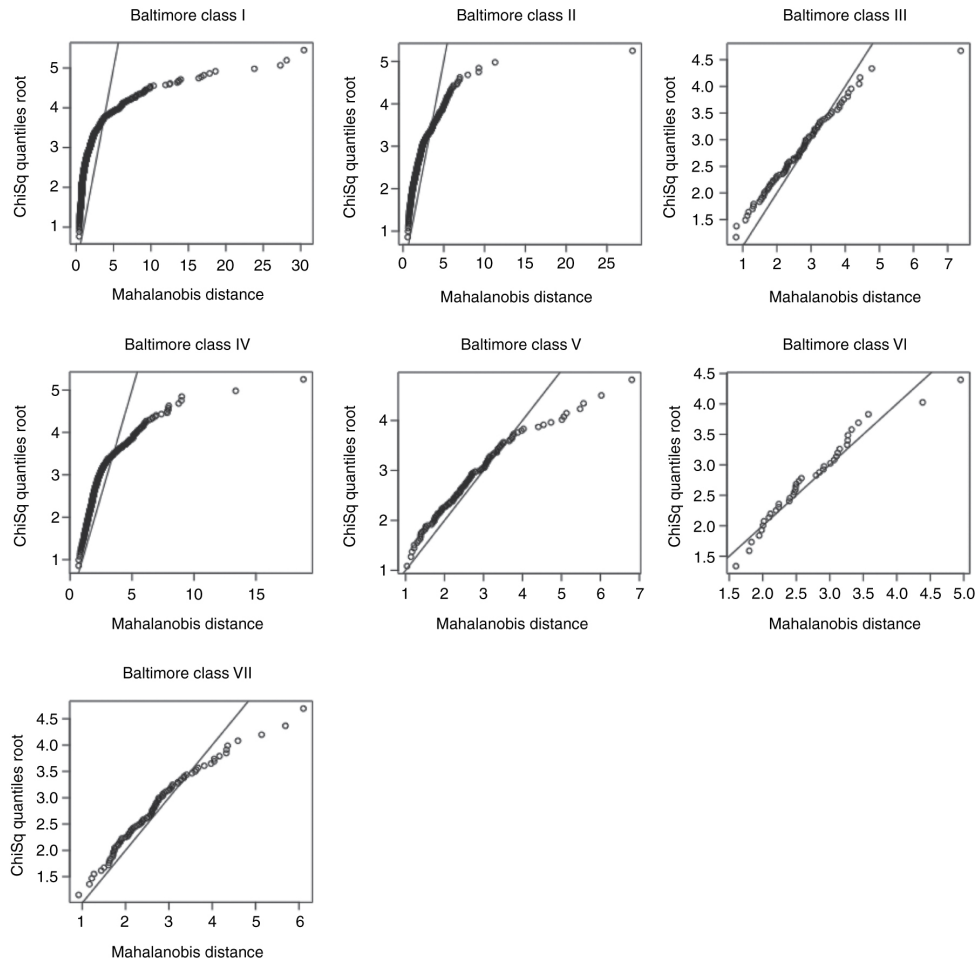 Baltimore class I
Baltimore class II
Baltimore class III
ChiSq quantiles root
5
4
3
2
1
0 5 10 15 20 25 30
Mahalanobis distance
ChiSq quantiles root
5
4
3
2
1
0 5 10 15 20 25
Mahalanobis distance
ChiSq quantiles root
4.5
4.0
3.5
3.0
2.5
2.0
1.5
1 2 3 4 5 6 7
Mahalanobis distance
Baltimore class IV
Baltimore class V
Baltimore class VI
ChiSq quantiles root
5
4
3
2
1
0 5 10 15
Mahalanobis distance
ChiSq quantiles root
4
3
2
1
1 2 3 4 5 6 7
Mahalanobis distance
ChiSq quantiles root
4.5
4.0
3.5
3.0
2.5
2.0
1.5
1.5 2.0 2.5 3.0 3.5 4.0 4.5 5.0
Mahalanobis distance
Baltimore class VII
ChiSq quantiles root
4.5
4.0
3.5
3.0
2.5
2.0
1.5
1 2 3 4 5 6
Mahalanobis distance